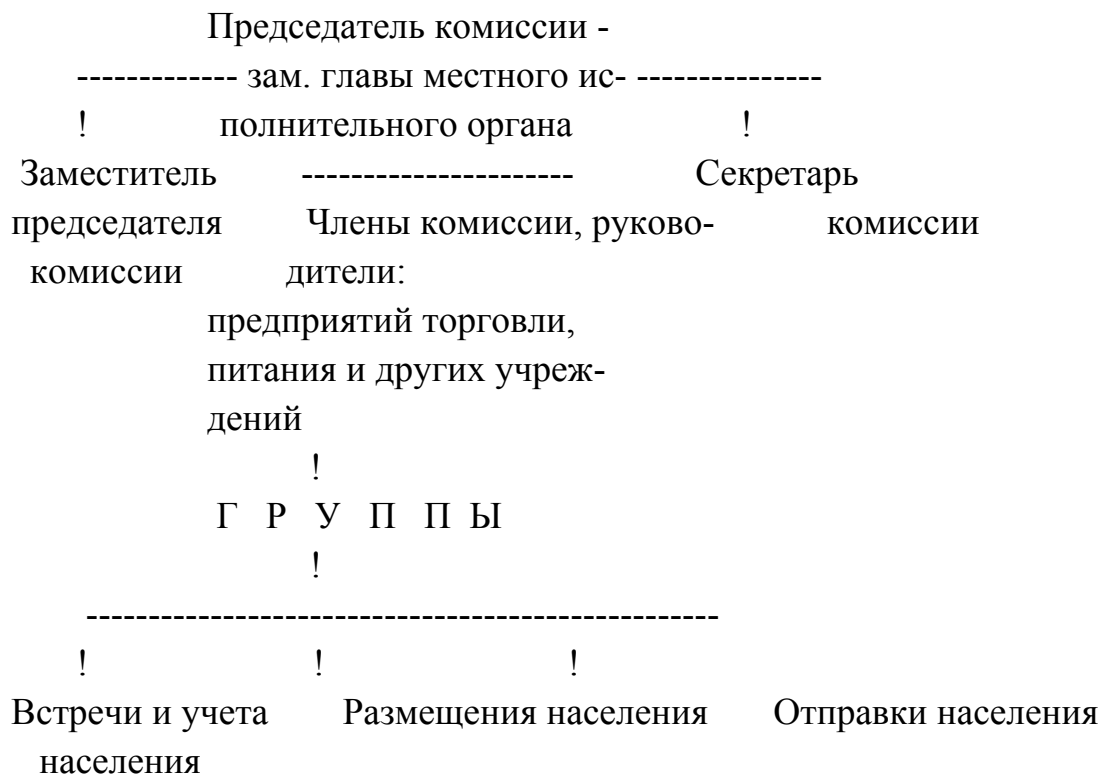 Председатель комиссии -
------------- зам. главы местного ис- ---------------
! полнительного органа !
Заместитель ---------------------- Секретарь
председателя Члены комиссии, руково- комиссии
комиссии дители:
предприятий торговли,
питания и других учреж-
дений
!
Г Р У П П Ы
!
---------------------------------------------------
! ! !
Встречи и учета Размещения населения Отправки населения
населения